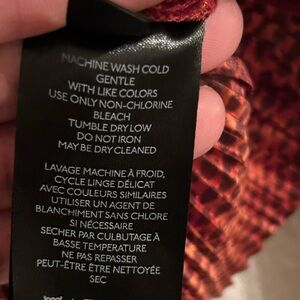 MACHINE WASH COLD
GENTLE
WITH LIKE COLORS
USE ONLY NON-CHLORINE
BLEACH
TUMBLE DRY LOW
DO NOT IRON
MAY BE DRY CLEANED
LAVAGE MACHINE À FROID,
CYCLE LINGE DÉLICAT
AVEC COULEURS SIMILAIRES
UTILISER UN AGENT DE
BLANCHIMENT SANS CHLORE
SI NÉCESSAIRE
SECHER PAR CULBUTAGE À
BASSE TEMPERATURE
NE PAS REPASSER
PEUT-ÊTRE ÊTRE NETTOYÉE
SEC